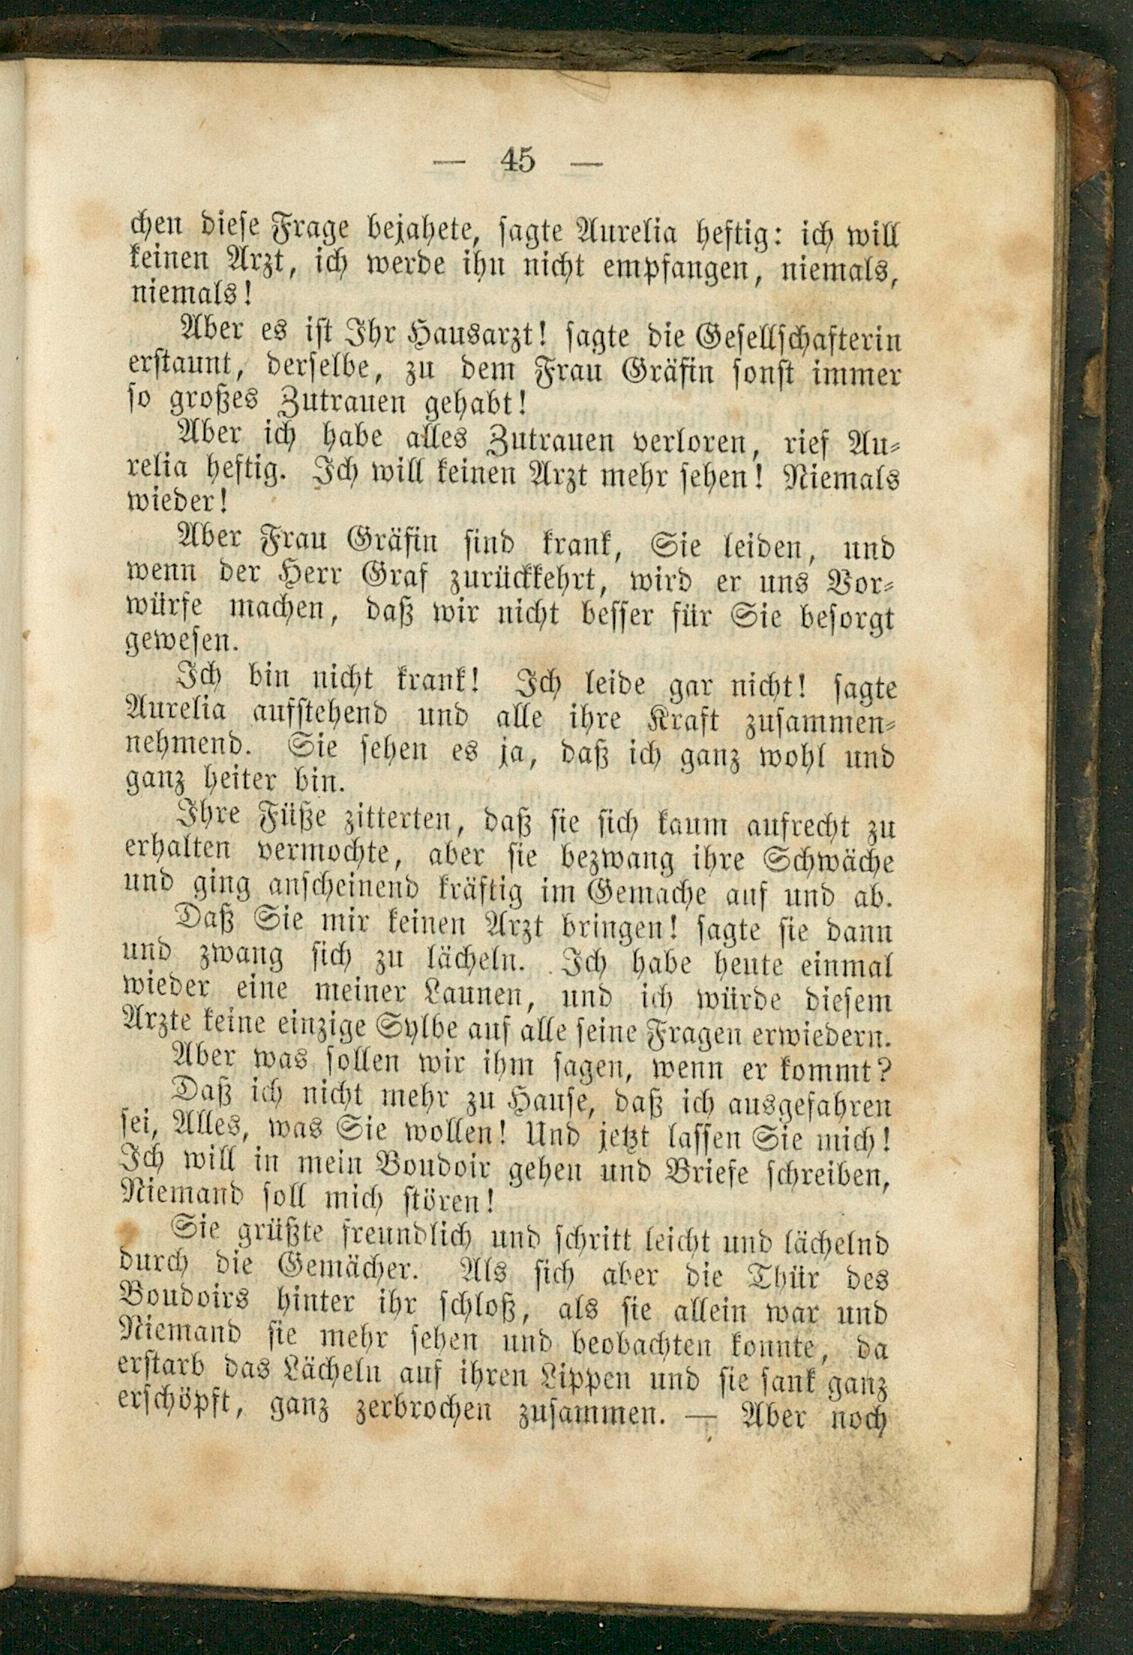 — 45 —
chen diese Frage bejahete, sagte Aurelia heftig: ich will
keinen Arzt, ich werde ihn nicht empfangen, niemals,
niemals!
Aber es ist Ihr Hausarzt! sagte die Gesellschafterin
erstaunt, derselbe, zu dem Frau Gräfin sonst immer
so großes Zutrauen gehabt!
Aber ich habe alles Zutrauen verloren, rief Au-
relia heftig. Ich will keinen Arzt mehr sehen! Niemals
wieder!
Aber Frau Gräfin sind krank, Sie leiden, und
wenn der Herr Graf zurückkehrt, wird er uns Vor-
würfe machen, daß wir nicht besser für Sie besorgt
gewesen.
Ich bin nicht krank! Ich leide gar nicht! sagte
Aurelia aufstehend und alle ihre Kraft zusammen-
nehmend. Sie sehen es ja, daß ich ganz wohl und
ganz heiter bin.
Ihre Füße zitterten, daß sie sich kaum aufrecht zu
erhalten vermochte, aber sie bezwang ihre Schwäche
und ging anscheinend kräftig im Gemache auf und ab.
Daß Sie mir keinen Arzt bringen! sagte sie dann
und zwang sich zu lächeln. Ich habe heute einmal
wieder eine meiner Launen, und ich würde diesem
Arzte keine einzige Sylbe auf alle seine Fragen erwiedern.
Aber was sollen wir ihm sagen, wenn er kommt?
Daß ich nicht mehr zu Hause, daß ich ausgefahren
sei, Alles, was Sie wollen! Und jetzt lassen Sie mich!
Ich will in mein Boudoir gehen und Briefe schreiben,
Niemand soll mich stören!
Sie grüßte freundlich und schritt leicht und lächelnd
durch die Gemächer. Als sich aber die Thür des
Boudoirs hinter ihr schloß, als sie allein war und
Niemand sie mehr sehen und beobachten konnte, da
erstarb das Lächeln auf ihren Lippen und sie sank ganz
erschöpft, ganz zerbrochen zusammen. — Aber noch